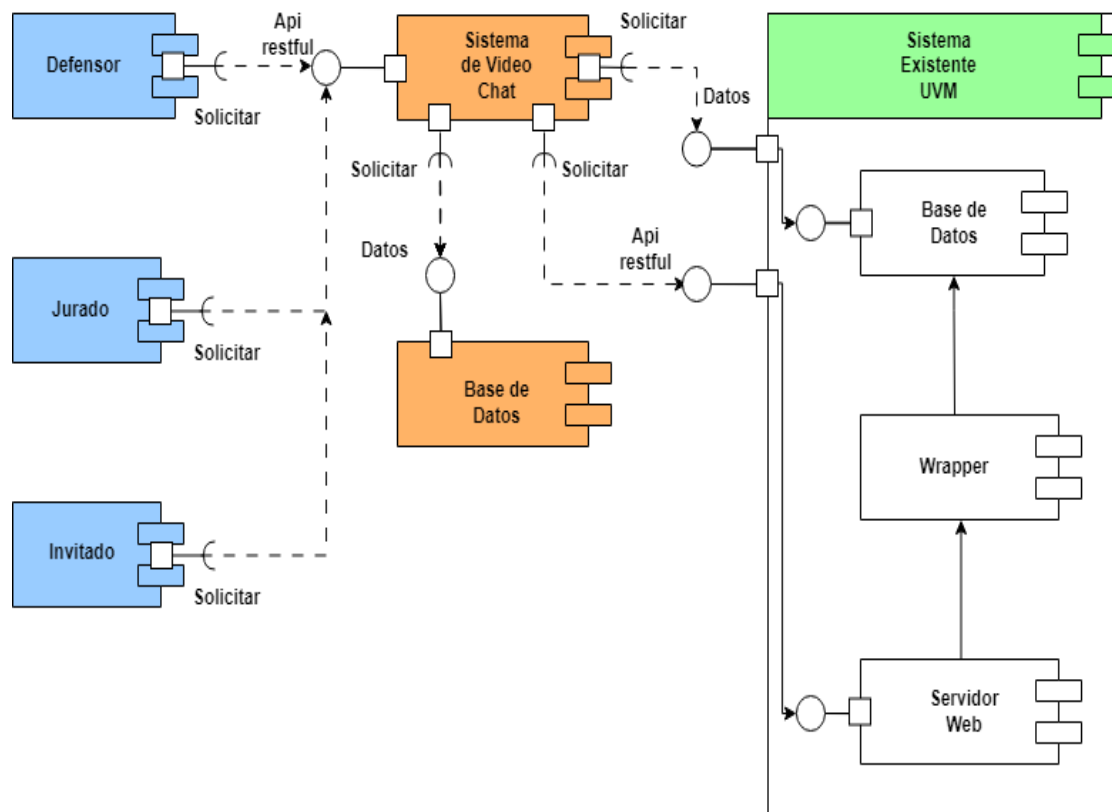 Defensor
Api
restful
Solicitar
Sistema
de Video
Chat
Solicitar
Datos
Sistema
Existente
UVM
Solicitar
Solicitar
Base de
Datos
Datos
Api
restful
Jurado
Solicitar
Base de
Datos
Wrapper
Invitado
Solicitar
Servidor
Web